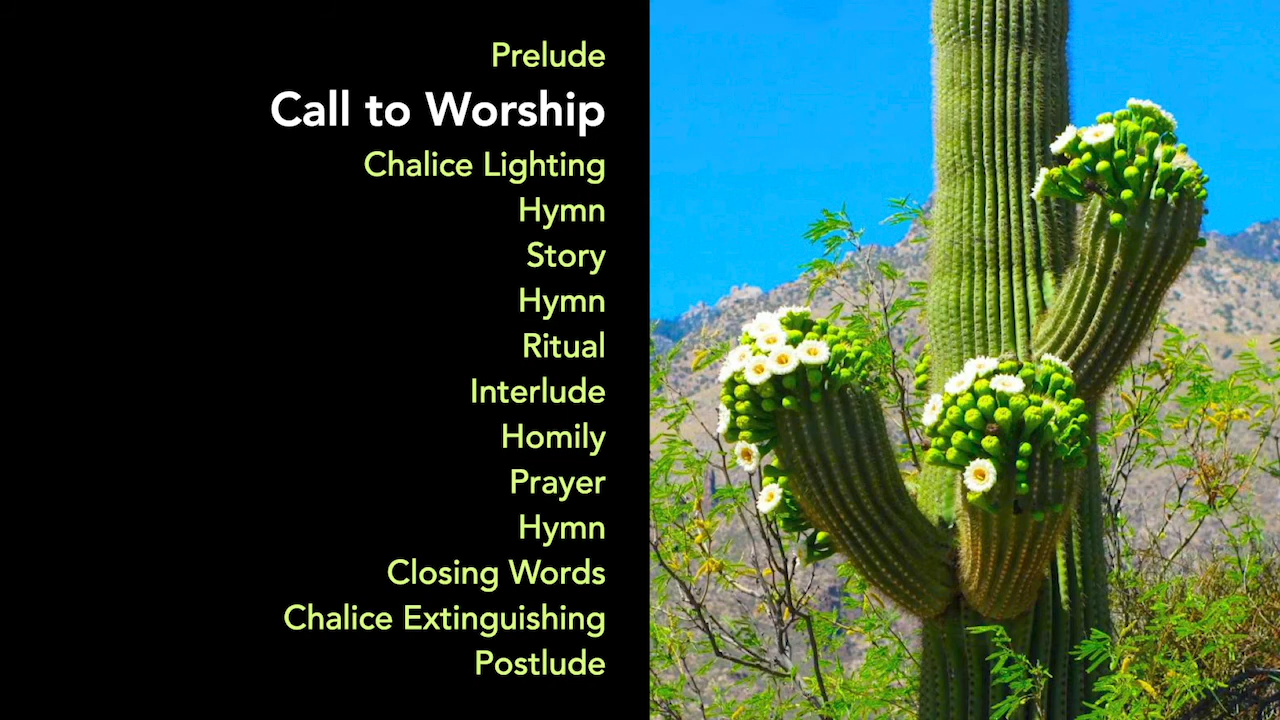 Prelude
Call to Worship
Chalice Lighting
Hymn
Story
Hymn
Ritual
Interlude
Homily
Prayer
Hymn
Closing Words
Chalice Extinguishing
Postlude